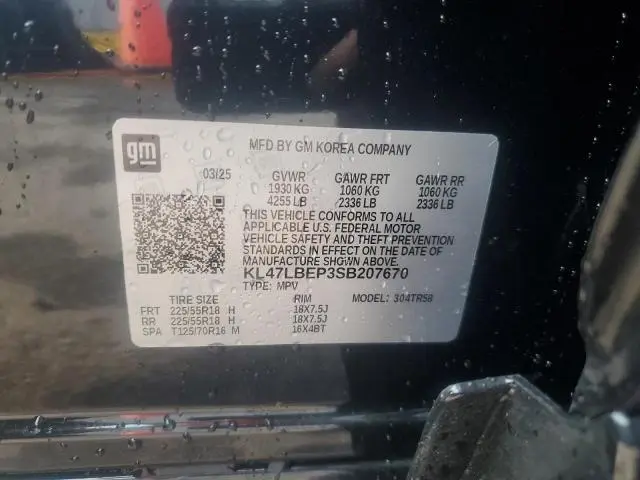 gm
MFD BY GM KOREA COMPANY
03/25 GVWR GAWR FRT GAWR RR
1930 KG 1060 KG 1060 KG
4255 LB 2336 LB 2336 LB
THIS VEHICLE CONFORMS TO ALL
APPLICABLE U.S. FEDERAL MOTOR
VEHICLE SAFETY AND THEFT PREVENTION
STANDARDS IN EFFECT ON THE DATE OF
MANUFACTURE SHOWN ABOVE.
KL47LBEP3SB207670
TYPE: MPV
TIRE SIZE RIM MODEL: 304TR58
FRT 225/55R18 H 18X7.5J
RR 225/55R18 H 18X7.5J
SPA T125/70R16 M 16X4BT